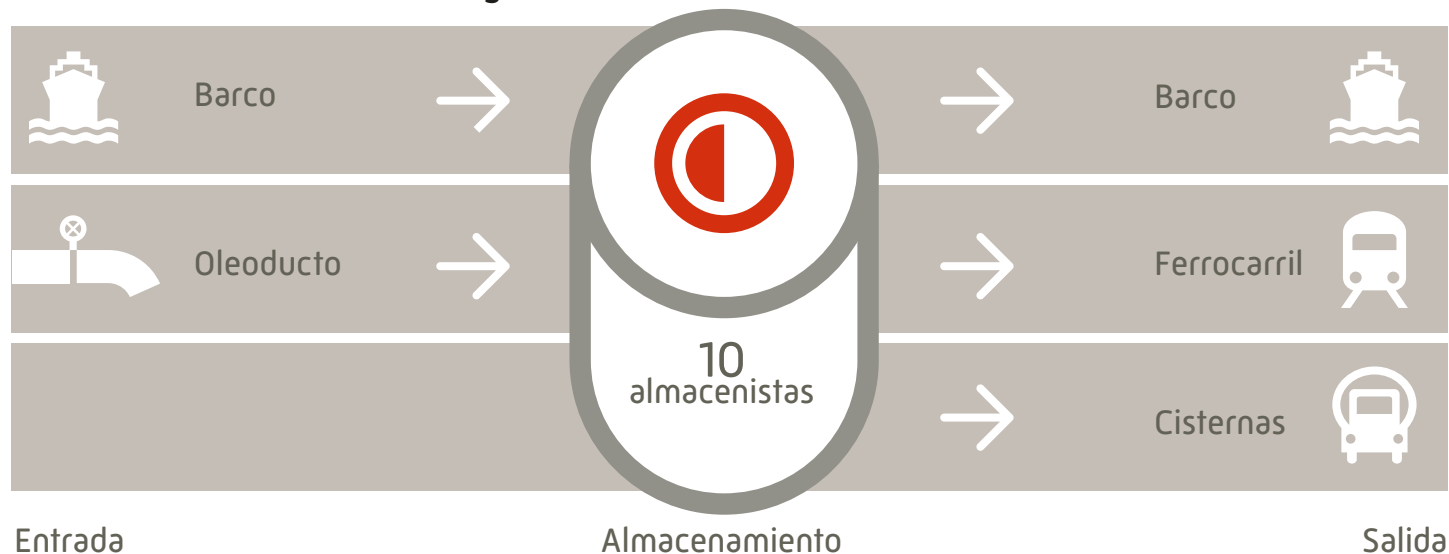 Barco
Barco
Oleoducto
Ferrocarril
10
almacenistas
Cisternas
Entrada
Almacenamiento
Salida